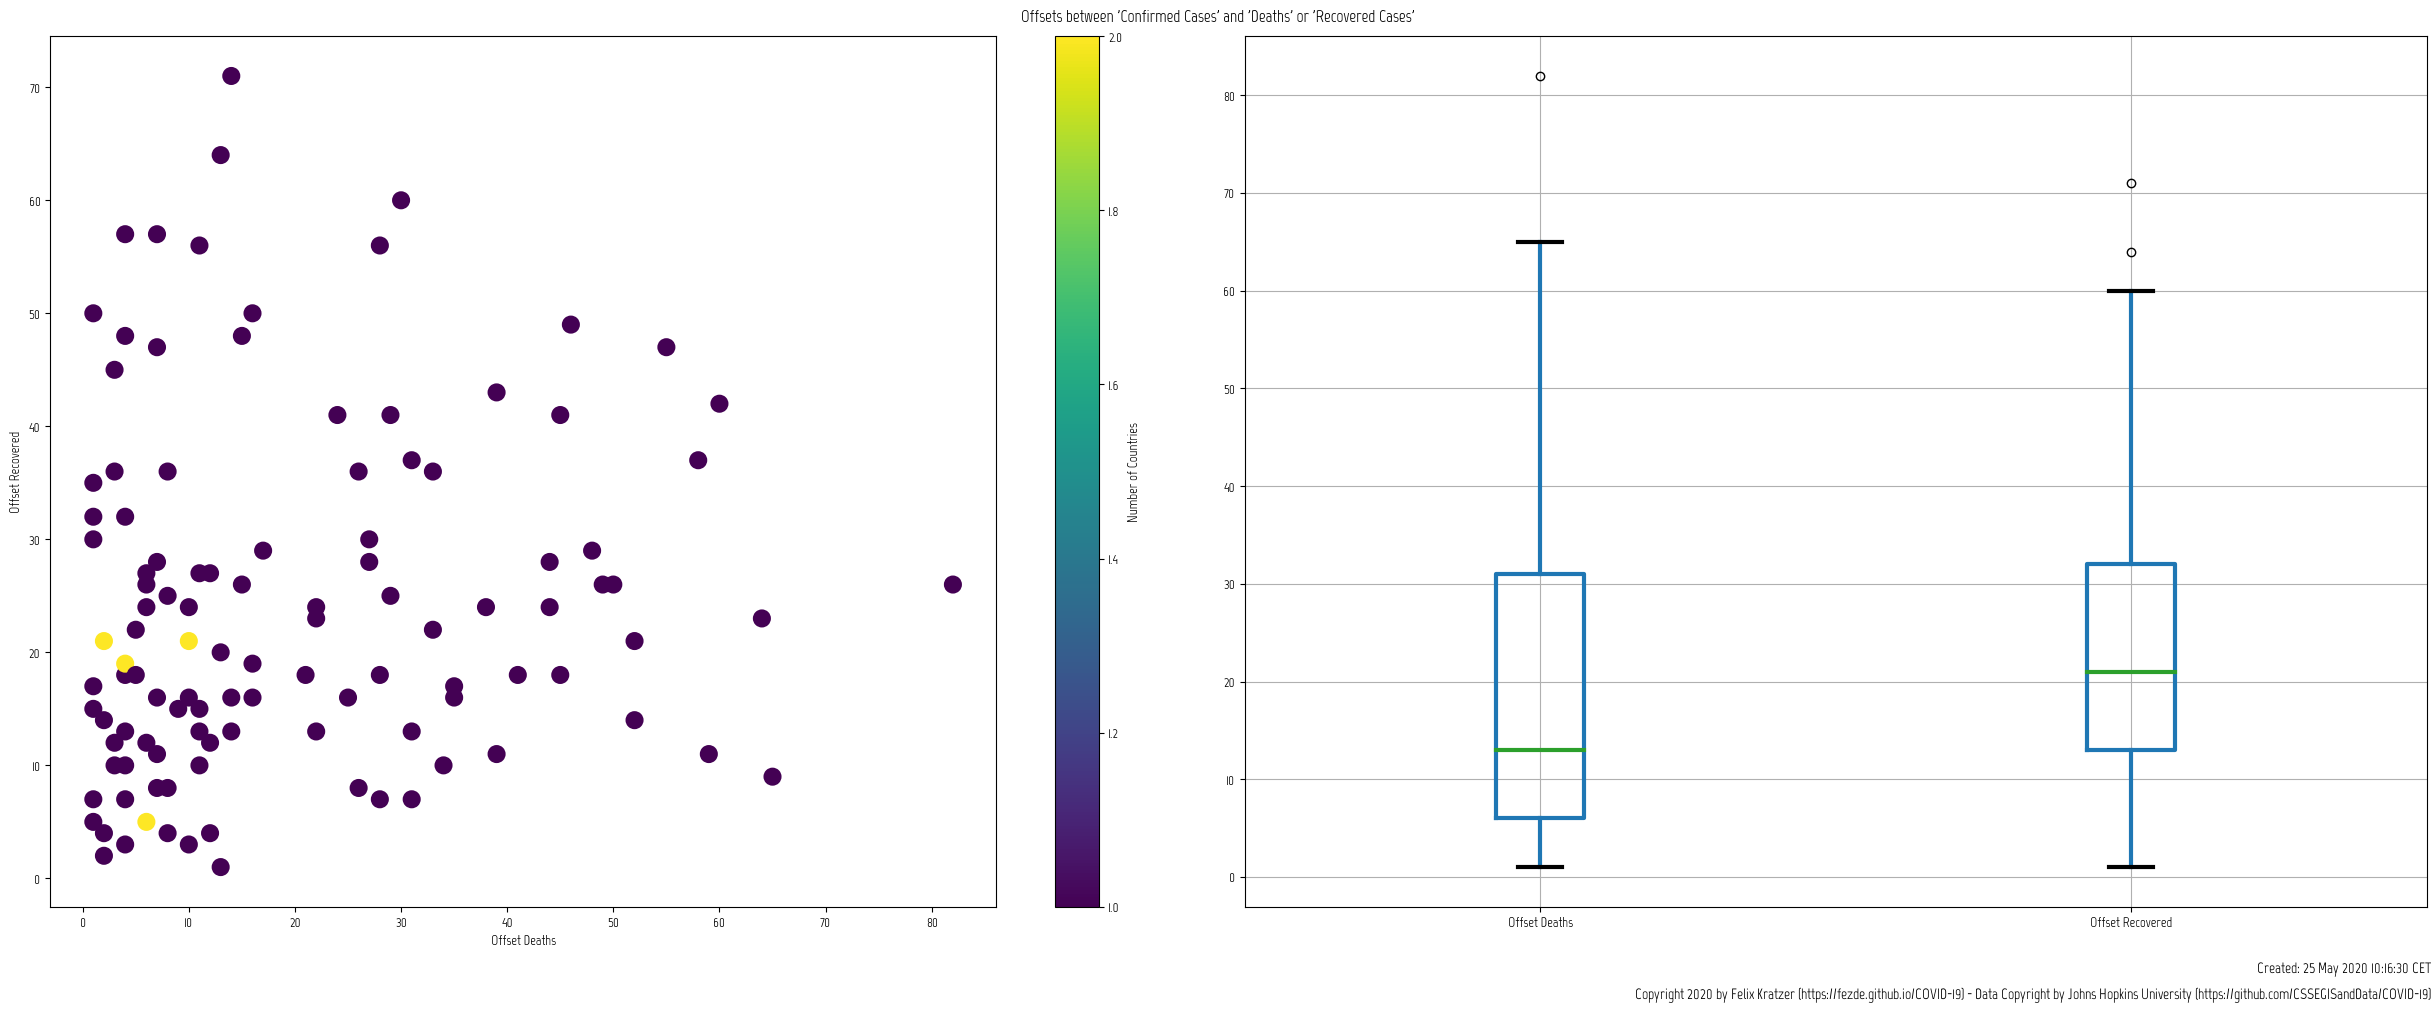 Offsets between 'Confirmed Cases' and 'Deaths' or 'Recovered Cases'
70
60
50
40
30
20
10
0
Offset Recovered
0 10 20 30 40 50 60 70 80
Offset Deaths
2.0
1.8
1.6
1.4
1.2
1.0
Number of Countries
80
70
60
50
40
30
20
10
0
Offset Deaths Offset Recovered
Created: 25 May 2020 10:16:30 CET
Copyright 2020 by Felix Kratzer (https://fezde.github.io/COVID-19) - Data Copyright by Johns Hopkins University (https://github.com/CSSEGISandData/COVID-19)